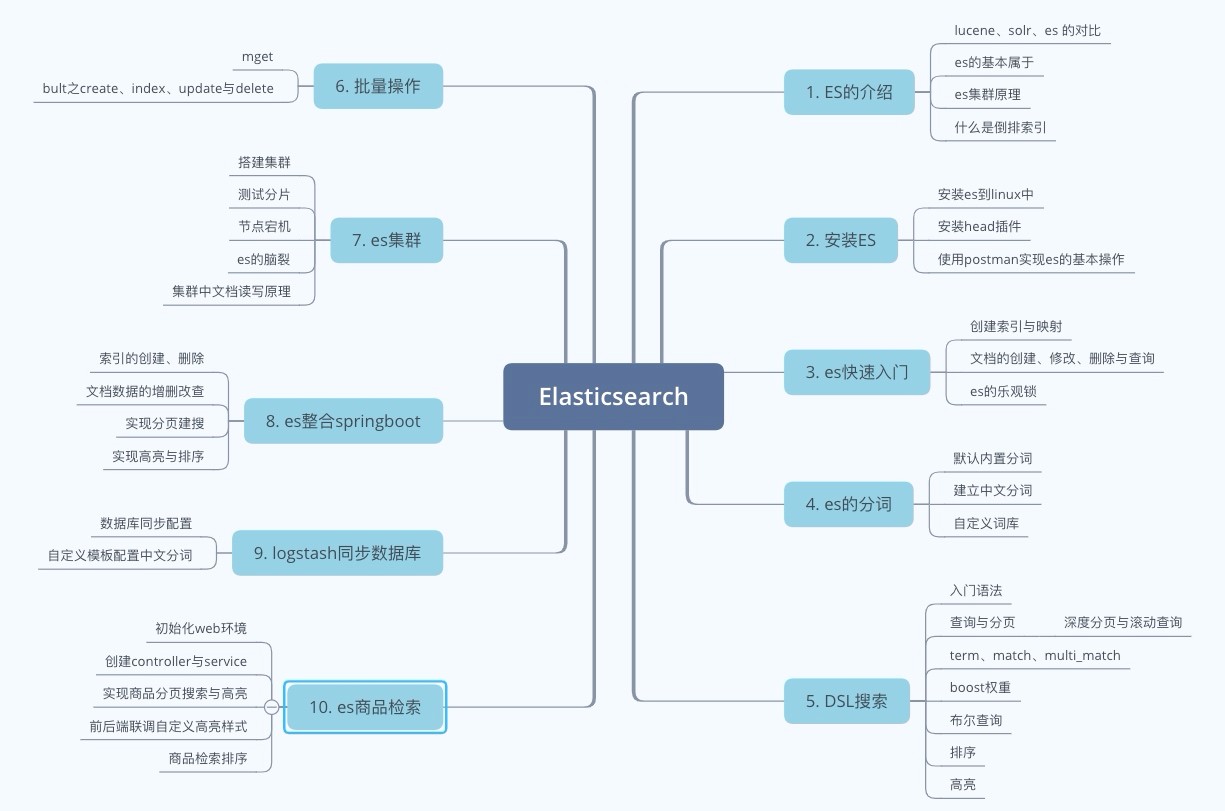 Elasticsearch
1. ES的介绍
lucene、solr、es 的对比
es的基本属于
es集群原理
什么是倒排索引
2. 安装ES
安装es到linux中
安装head插件
使用postman实现es的基本操作
3. es快速入门
创建索引与映射
文档的创建、修改、删除与查询
es的乐观锁
4. es的分词
默认内置分词
建立中文分词
自定义词库
5. DSL搜索
入门语法
查询与分页
深度分页与滚动查询
term、match、multi_match
boost权重
布尔查询
排序
高亮
6. 批量操作
mget
bult之create、index、update与delete
7. es集群
搭建集群
测试分片
节点宕机
es的脑裂
集群中文档读写原理
8. es整合springboot
索引的创建、删除
文档数据的增删改查
实现分页建搜
实现高亮与排序
9. logstash同步数据库
数据库同步配置
自定义模板配置中文分词
10. es商品检索
初始化web环境
创建controller与service
实现商品分页搜索与高亮
前后端联调自定义高亮样式
商品检索排序